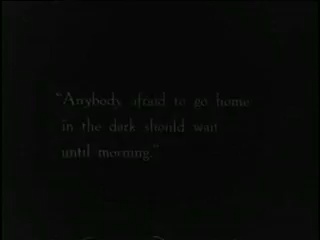 "Anybody afraid to go home
in the dark should wait
until morning."